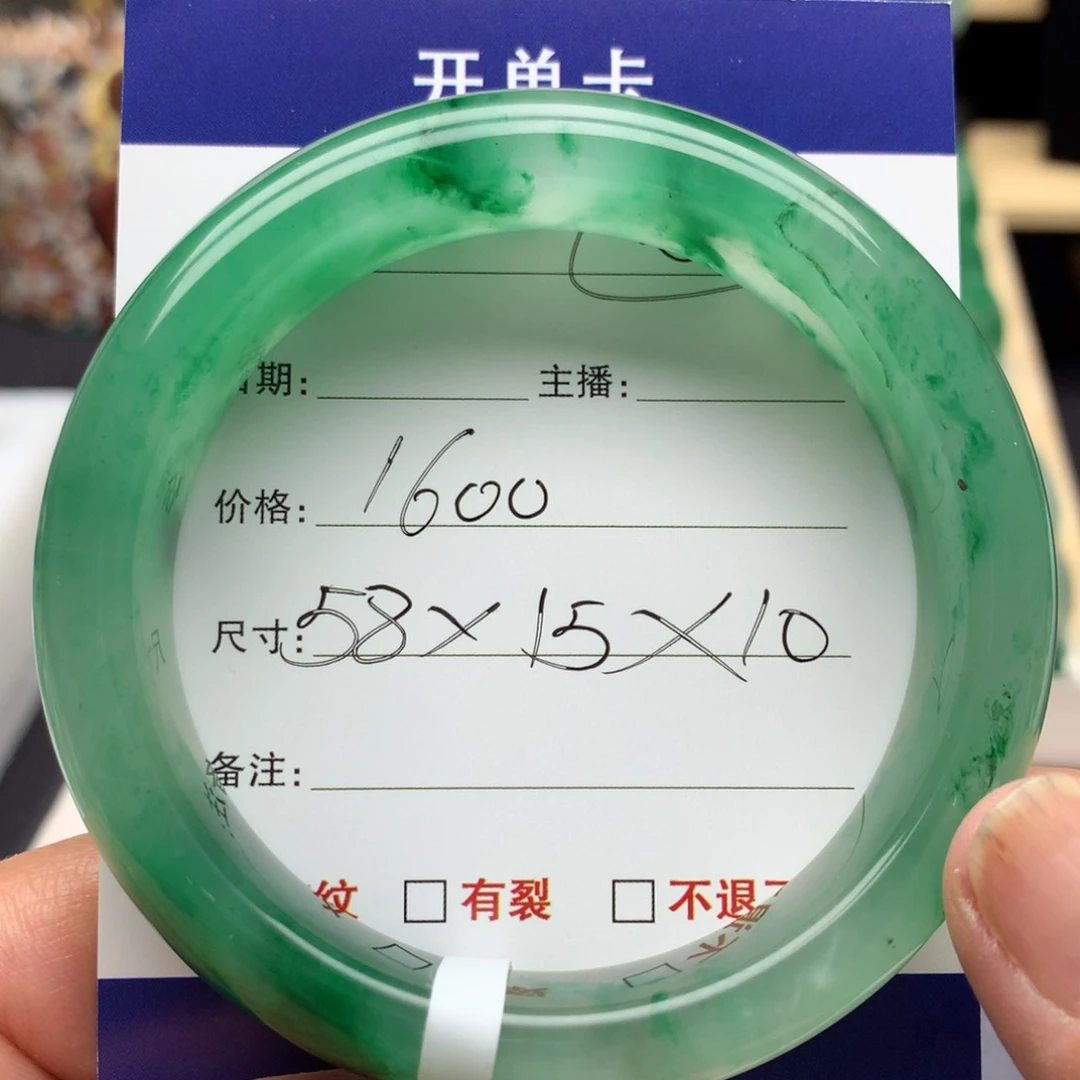 开单卡
期: 主播:
价格: 1600
尺寸: 58×15×10
备注:
纹 □ 有裂 □ 不退